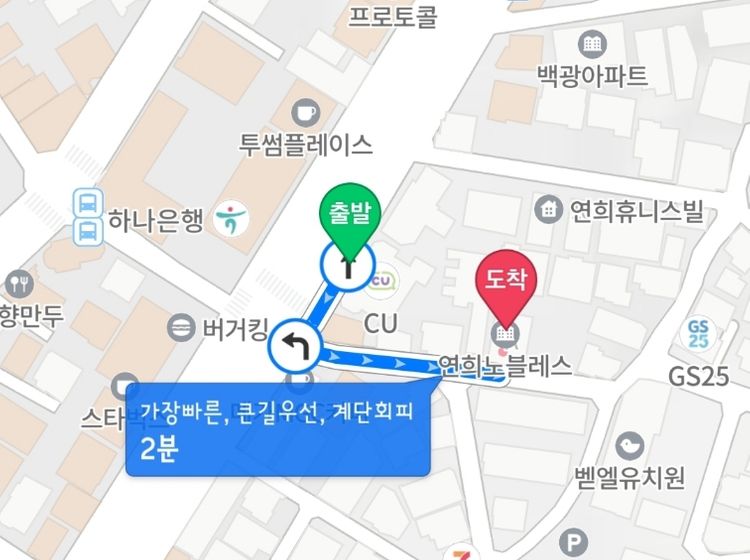 프로토콜
백광아파트
투썸플레이스
출발
하나은행
연희휴니스빌
도착
cu
향만두
버거킹
CU
GS
25
연희노블레스
GS25
스타벅스
가장빠른, 큰길우선, 계단회피
2분
벧엘유치원
P
7